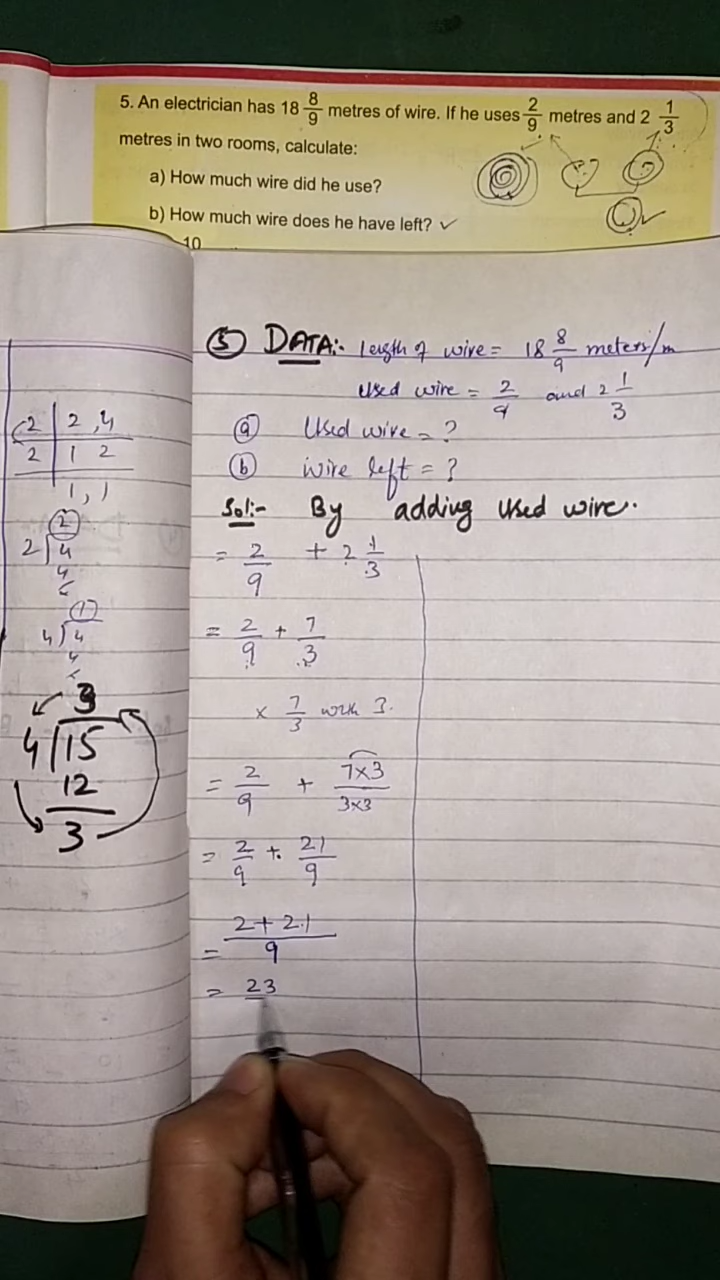 5. An electrician has 18 8/9 metres of wire. If he uses 2/9 metres and 2 1/3
metres in two rooms, calculate:
a) How much wire did he use?
b) How much wire does he have left? ✓
10
2 | 2 , 4
2 | 1 2
1 , 1
2
2 4
4
1
4 4
4
3
4 15
12
3
5 DATA:- Length of wire = 18 8/9 meters/m
Used wire = 2/9 and 2 1/3
a Used wire = ?
b wire left = ?
Sol:- By adding Used wire.
= 2/9 + 2 1/3
= 2/9 + 7/3
× 7/3 with 3.
= 2/9 + 7×3/3×3
= 2/9 + 21/9
= 2+21/9
= 23